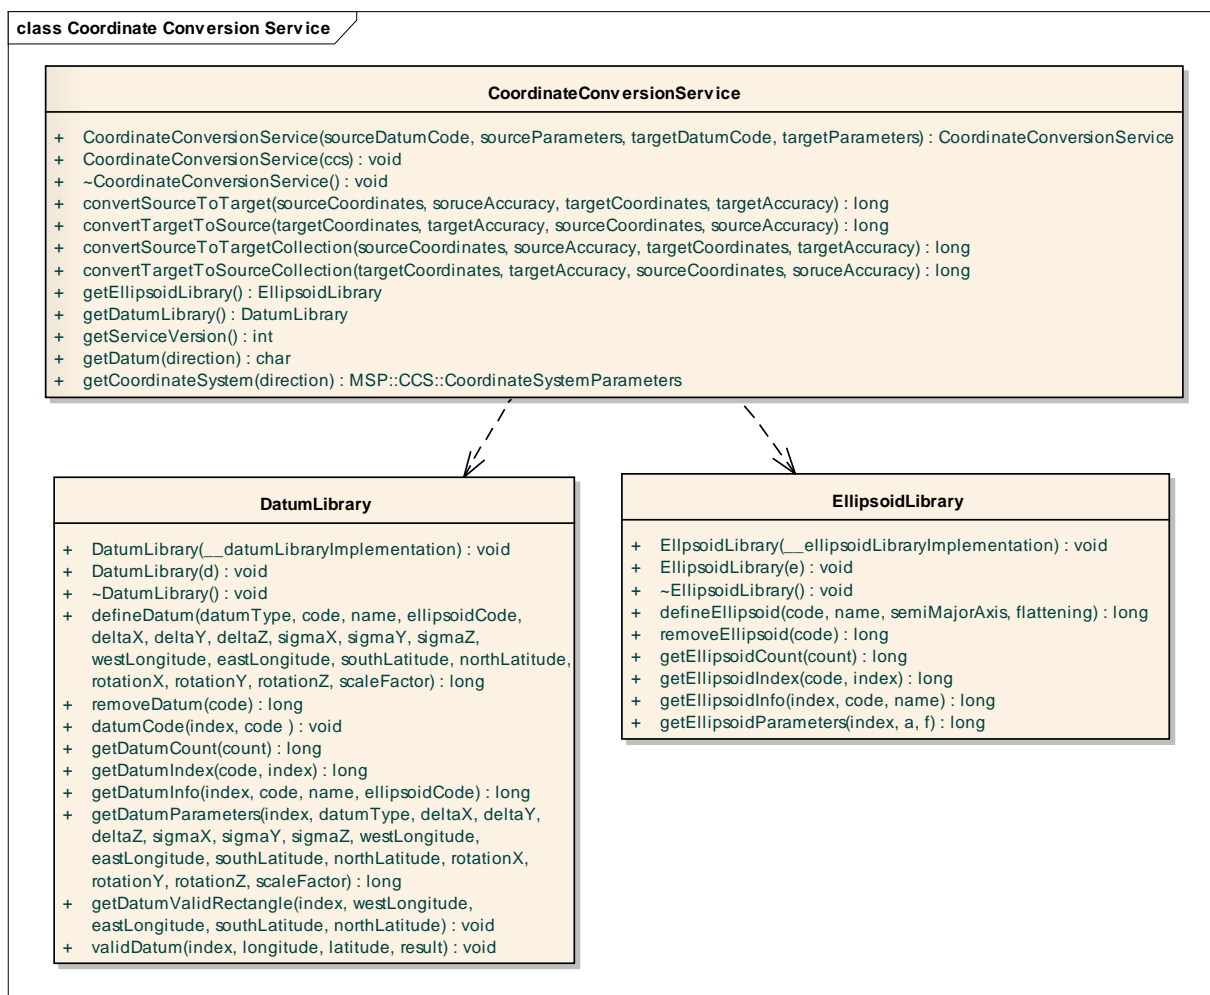 class Coordinate Conversion Service
CoordinateConversionService
+ CoordinateConversionService(sourceDatumCode, sourceParameters, targetDatumCode, targetParameters) : CoordinateConversionService
+ CoordinateConversionService(ccs) : void
+ ~CoordinateConversionService() : void
+ convertSourceToTarget(sourceCoordinates, soruceAccuracy, targetCoordinates, targetAccuracy) : long
+ convertTargetToSource(targetCoordinates, targetAccuracy, sourceCoordinates, sourceAccuracy) : long
+ convertSourceToTargetCollection(sourceCoordinates, sourceAccuracy, targetCoordinates, targetAccuracy) : long
+ convertTargetToSourceCollection(targetCoordinates, targetAccuracy, sourceCoordinates, soruceAccuracy) : long
+ getEllipsoidLibrary() : EllipsoidLibrary
+ getDatumLibrary() : DatumLibrary
+ getServiceVersion() : int
+ getDatum(direction) : char
+ getCoordinateSystem(direction) : MSP::CCS::CoordinateSystemParameters
DatumLibrary
+ DatumLibrary(__datumLibraryImplementation) : void
+ DatumLibrary(d) : void
+ ~DatumLibrary() : void
+ defineDatum(datumType, code, name, ellipsoidCode,
deltaX, deltaY, deltaZ, sigmaX, sigmaY, sigmaZ,
westLongitude, eastLongitude, southLatitude, northLatitude,
rotationX, rotationY, rotationZ, scaleFactor) : long
+ removeDatum(code) : long
+ datumCode(index, code ) : void
+ getDatumCount(count) : long
+ getDatumIndex(code, index) : long
+ getDatumInfo(index, code, name, ellipsoidCode) : long
+ getDatumParameters(index, datumType, deltaX, deltaY,
deltaZ, sigmaX, sigmaY, sigmaZ, westLongitude,
eastLongitude, southLatitude, northLatitude, rotationX,
rotationY, rotationZ, scaleFactor) : long
+ getDatumValidRectangle(index, westLongitude,
eastLongitude, southLatitude, northLatitude) : void
+ validDatum(index, longitude, latitude, result) : void
EllipsoidLibrary
+ EllpsoidLibrary(__ellipsoidLibraryImplementation) : void
+ EllipsoidLibrary(e) : void
+ ~EllipsoidLibrary() : void
+ defineEllipsoid(code, name, semiMajorAxis, flattening) : long
+ removeEllipsoid(code) : long
+ getEllipsoidCount(count) : long
+ getEllipsoidIndex(code, index) : long
+ getEllipsoidInfo(index, code, name) : long
+ getEllipsoidParameters(index, a, f) : long